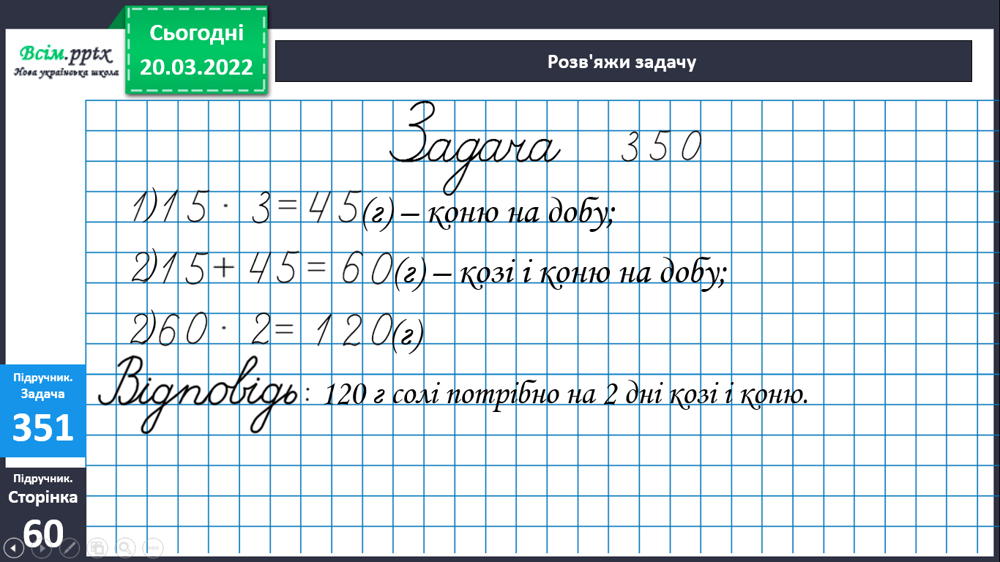 Всім.pptx
Нова українська школа
Сьогодні
20.03.2022
Розв'яжи задачу
Задача 350
1)15 · 3=45(г) – коню на добу;
2)15+45=60(г) – козі і коню на добу;
2)60 · 2= 120(г)
Відповідь: 120 г солі потрібно на 2 дні козі і коню.
Підручник.
Задача
351
Підручник.
Сторінка
60